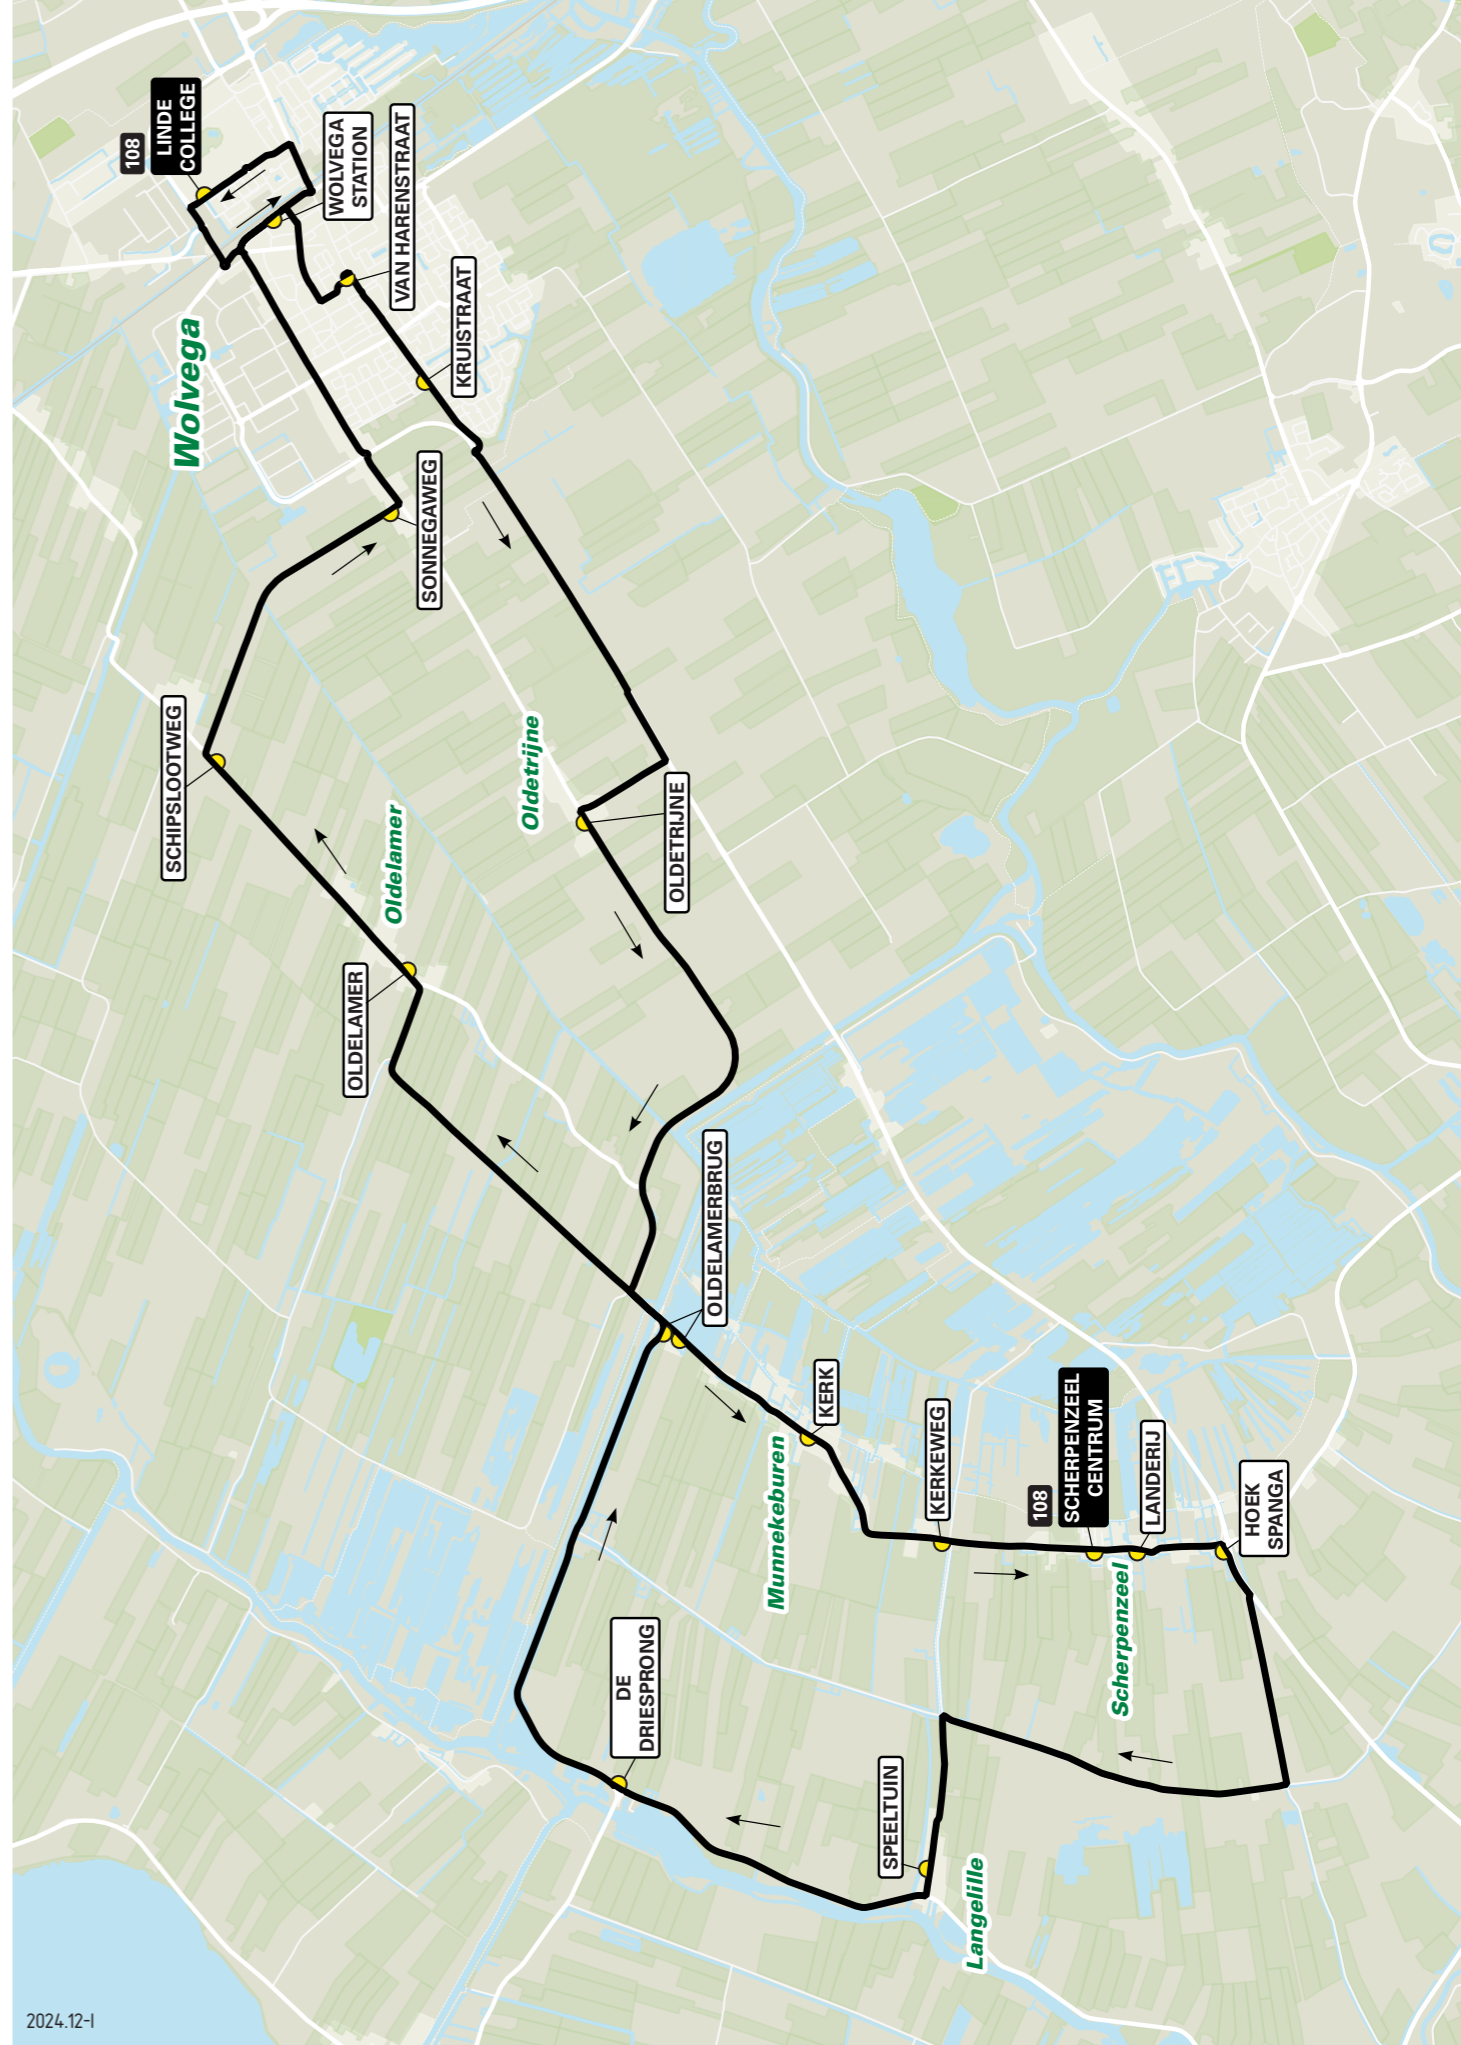 108
LINDE
COLLEGE
WOLVEGA
STATION
VAN HARENSTRAAT
KRUISTRAAT
Wolvega
SONNEGAWEG
SCHIPSLOOTWEG
Oldetrijne
OLDETRIJNE
Oldelamer
OLDELAMER
OLDELAMERBRUG
KERK
Munnekeburen
KERKEWEG
108
SCHERPENZEEL
CENTRUM
LANDERIJ
HOEK
SPANGA
Scherpenzeel
DE
DRIESPRONG
SPEELTUIN
Langelille
2024.12-I